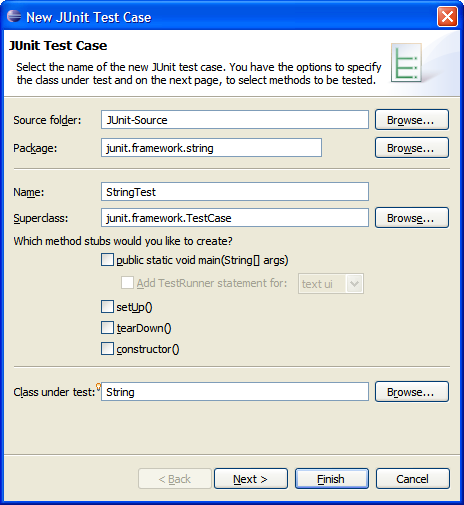 New JUnit Test Case
JUnit Test Case
Select the name of the new JUnit test case. You have the options to specify
the class under test and on the next page, to select methods to be tested.
Source folder: JUnit-Source Browse...
Package: junit.framework.string Browse...
Name: StringTest
Superclass: junit.framework.TestCase Browse...
Which method stubs would you like to create?
public static void main(String[] args)
Add TestRunner statement for: text ui
setUp()
tearDown()
constructor()
Class under test: String Browse...
< Back Next > Finish Cancel